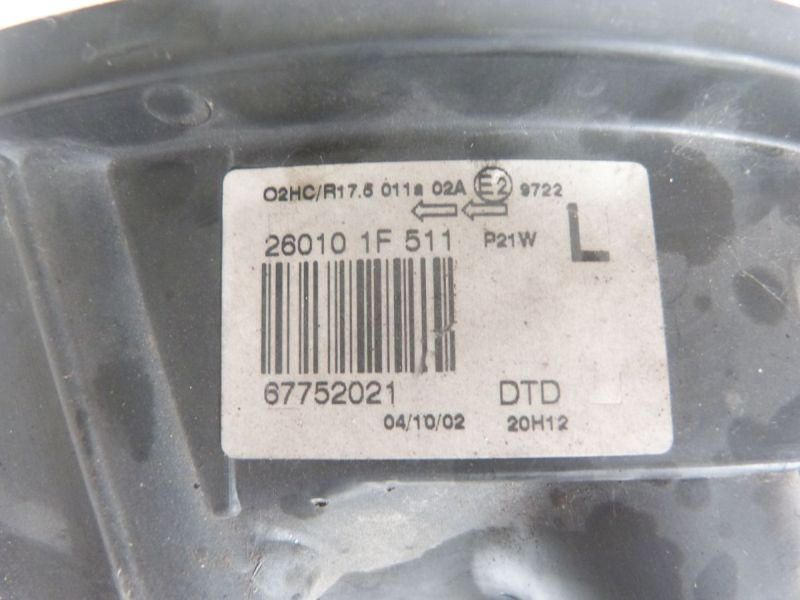 O2HC/R17.5 011a 02A E2 9722
26010 1F 511 P21W L
67752021 DTD
04/10/02 20H12